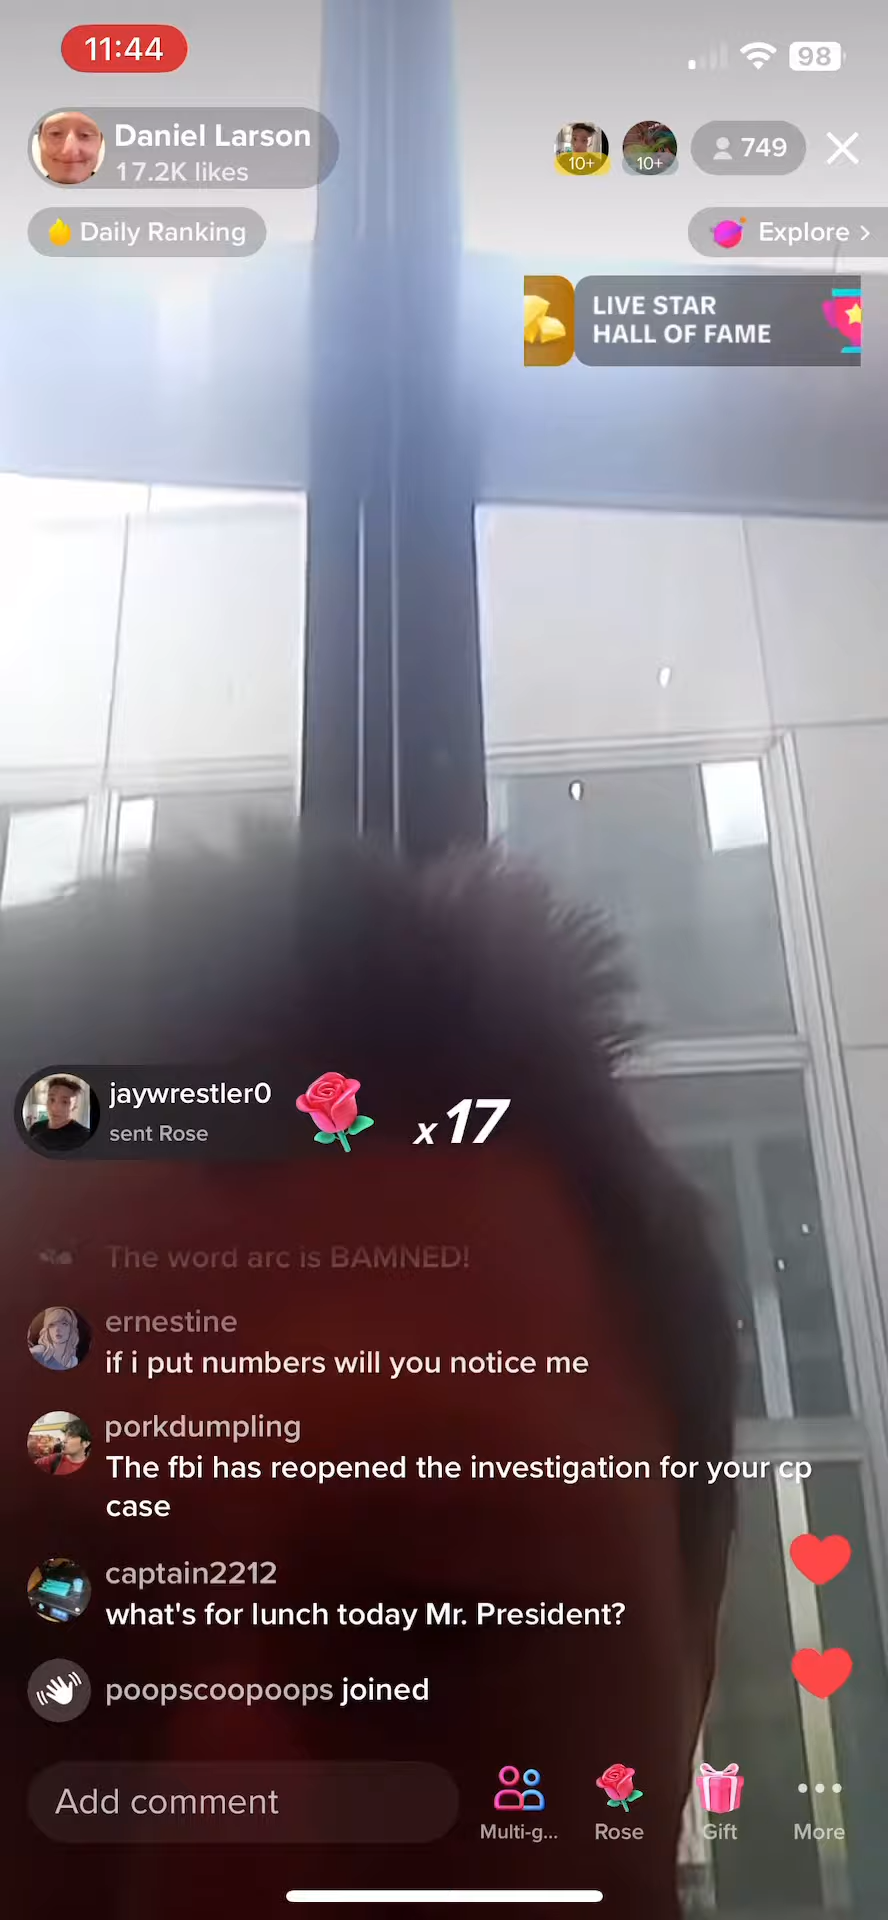 11:44
98
Daniel Larson
17.2K likes
10+
10+
749
Daily Ranking
Explore >
LIVE STAR
HALL OF FAME
jaywrestler0
sent Rose
x17
The word arc is BAMNED!
ernestine
if i put numbers will you notice me
porkdumpling
The fbi has reopened the investigation for your cp
case
captain2212
what's for lunch today Mr. President?
poopscoopoops joined
Add comment
Multi-g...
Rose
Gift
More